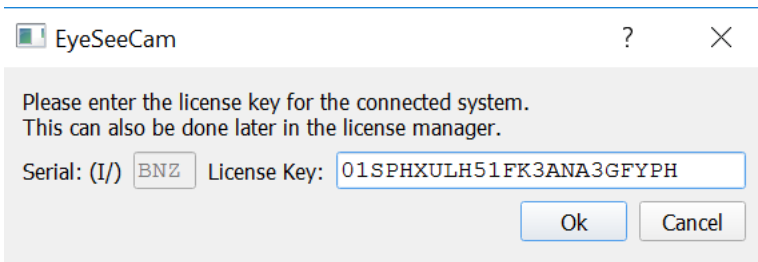 EyeSeeCam ?
Please enter the license key for the connected system.
This can also be done later in the license manager.
Serial: (I/) BNZ License Key: 01SPHXULH51FK3ANA3GFYPH
Ok Cancel